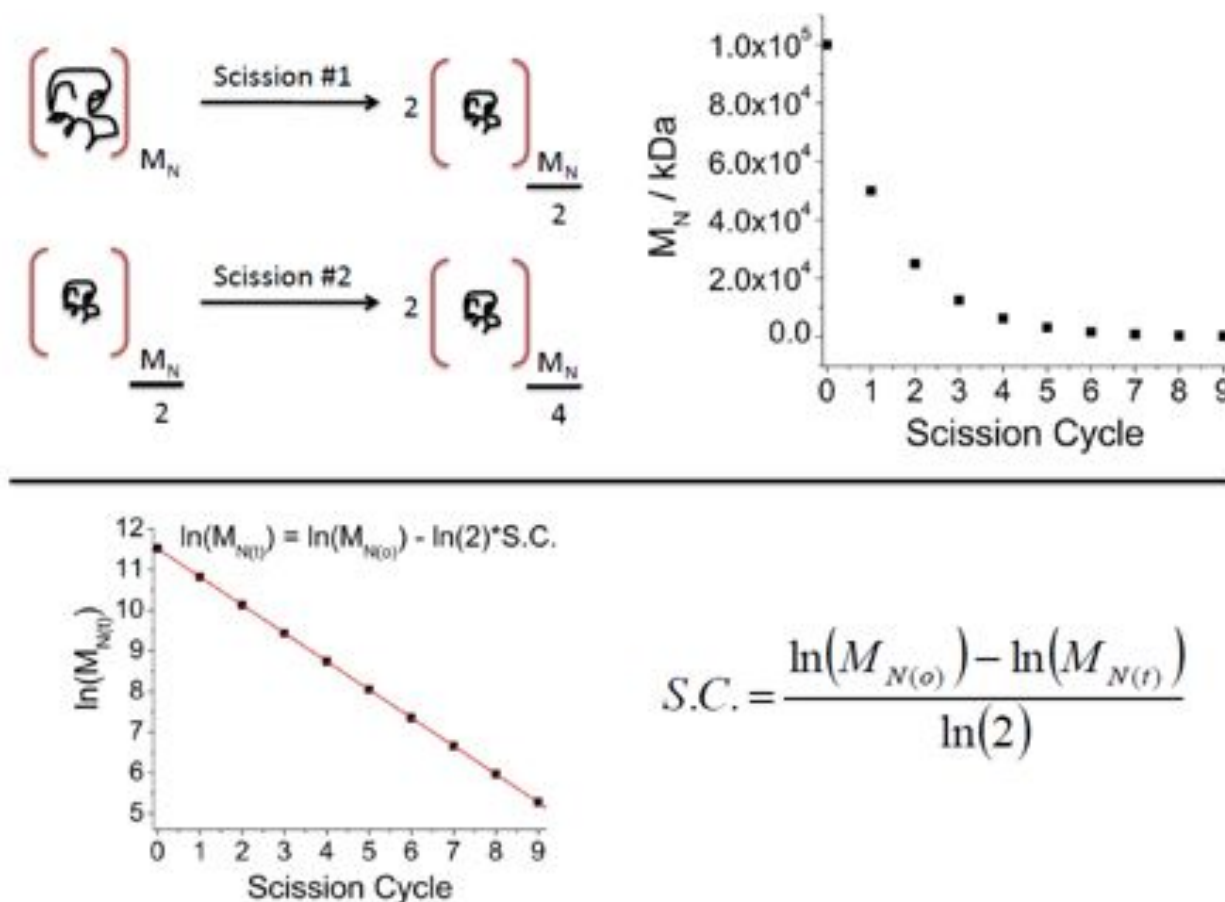 Scission #1
2
M_N
M_N
2
Scission #2
2
M_N
2
M_N
4
M_N / kDa
1.0x10^5
8.0x10^4
6.0x10^4
4.0x10^4
2.0x10^4
0.0
0 1 2 3 4 5 6 7 8 9
Scission Cycle
ln(M_N(t)) = ln(M_N(o)) - ln(2)*S.C.
ln(M_N(t))
12
11
10
9
8
7
6
5
0 1 2 3 4 5 6 7 8 9
Scission Cycle
S.C. = ln(M_N(o)) - ln(M_N(t))
ln(2)